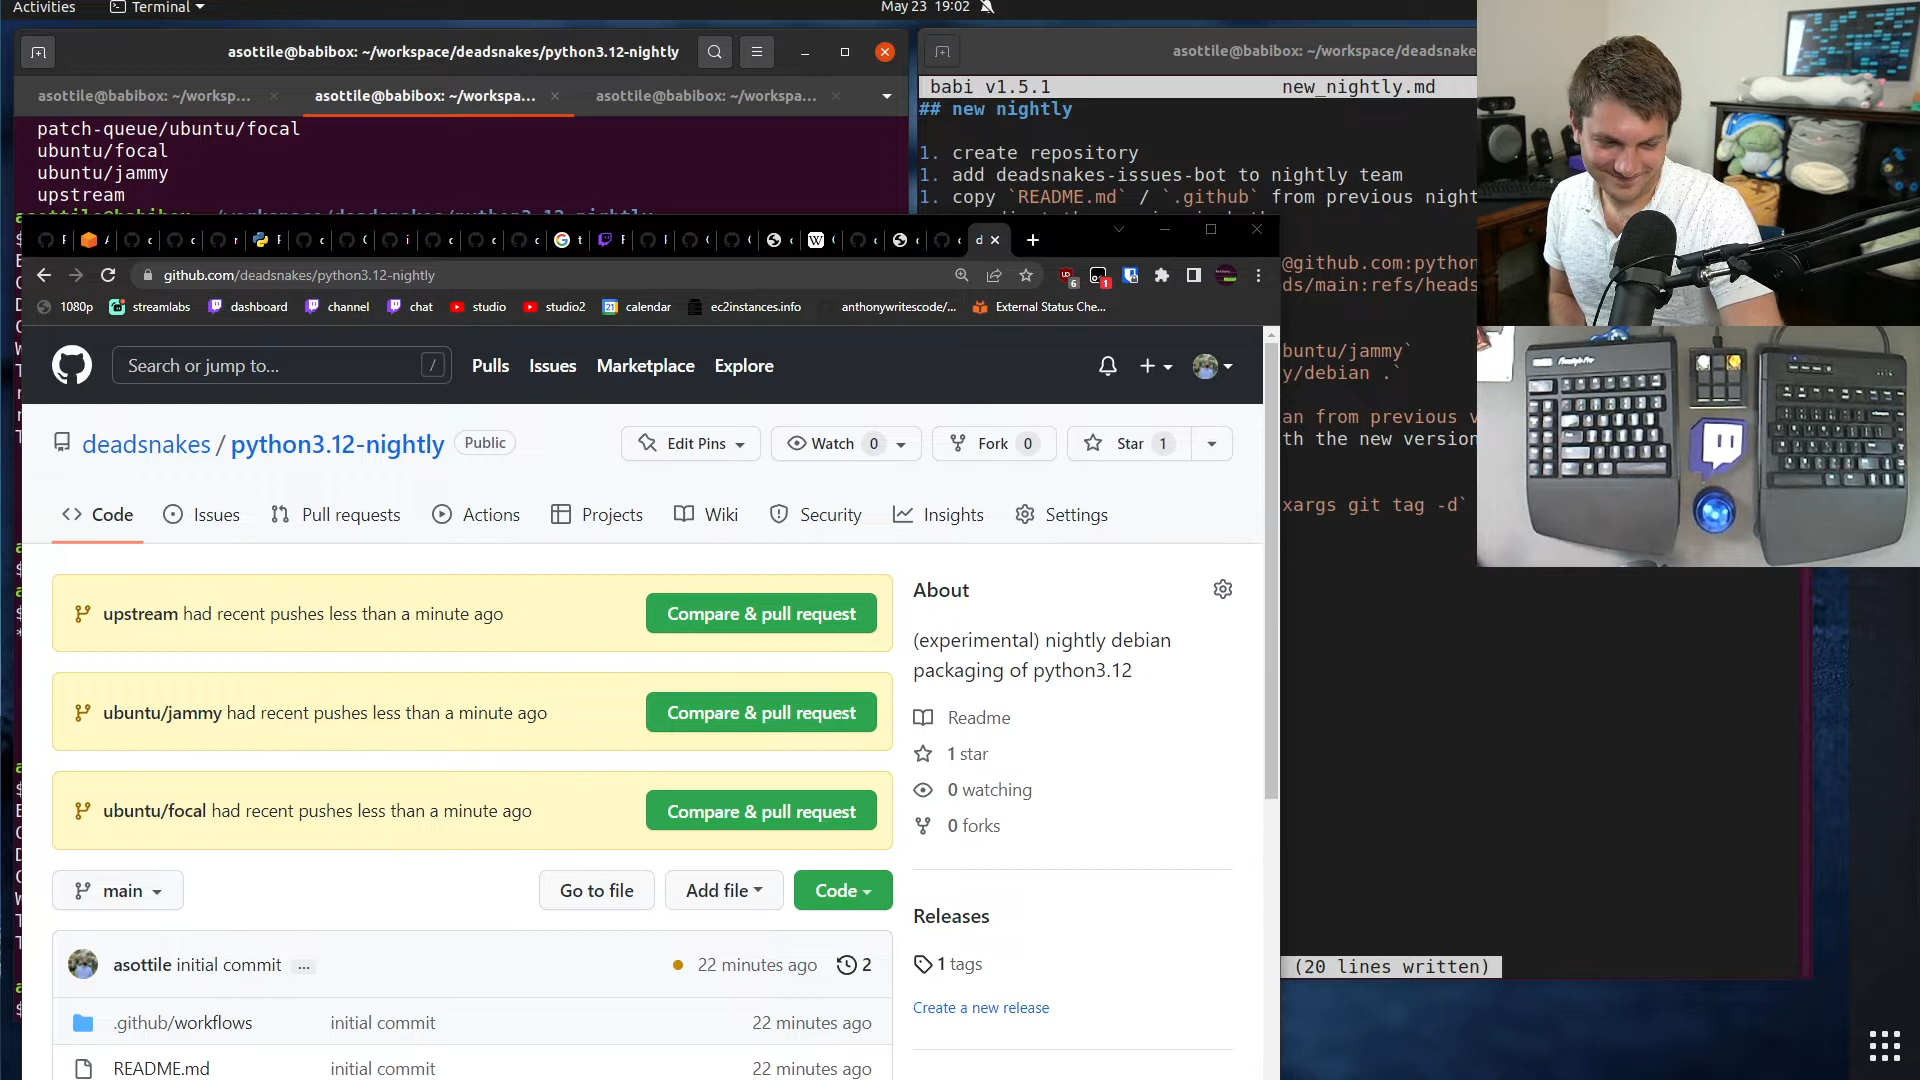 Activities
Terminal
May 23 19:02
asottile@babibox: ~/workspace/deadsnakes/python3.12-nightly
asottile@babibox: ~/worksp...
asottile@babibox: ~/workspa...
asottile@babibox: ~/workspa...
patch-queue/ubuntu/focal
ubuntu/focal
ubuntu/jammy
upstream
asottile@babibox: ~/workspace/deadsnake
babi v1.5.1
new_nightly.md
## new nightly
1. create repository
1. add deadsnakes-issues-bot to nightly team
1. copy `README.md` / `.github` from previous night
@github.com:python
ds/main:refs/heads
buntu/jammy`
y/debian .`
an from previous v
th the new version
xargs git tag -d`
(20 lines written)
github.com/deadsnakes/python3.12-nightly
6
1
1080p
streamlabs
dashboard
channel
chat
studio
studio2
calendar
ec2instances.info
anthonywritescode/...
External Status Che...
Search or jump to...
/
Pulls
Issues
Marketplace
Explore
deadsnakes / python3.12-nightly
Public
Edit Pins
Watch 0
Fork 0
Star 1
Code
Issues
Pull requests
Actions
Projects
Wiki
Security
Insights
Settings
upstream had recent pushes less than a minute ago
Compare & pull request
ubuntu/jammy had recent pushes less than a minute ago
Compare & pull request
ubuntu/focal had recent pushes less than a minute ago
Compare & pull request
main
Go to file
Add file
Code
asottile initial commit ...
22 minutes ago
2
.github/workflows
initial commit
22 minutes ago
README.md
initial commit
22 minutes ago
About
(experimental) nightly debian
packaging of python3.12
Readme
1 star
0 watching
0 forks
Releases
1 tags
Create a new release